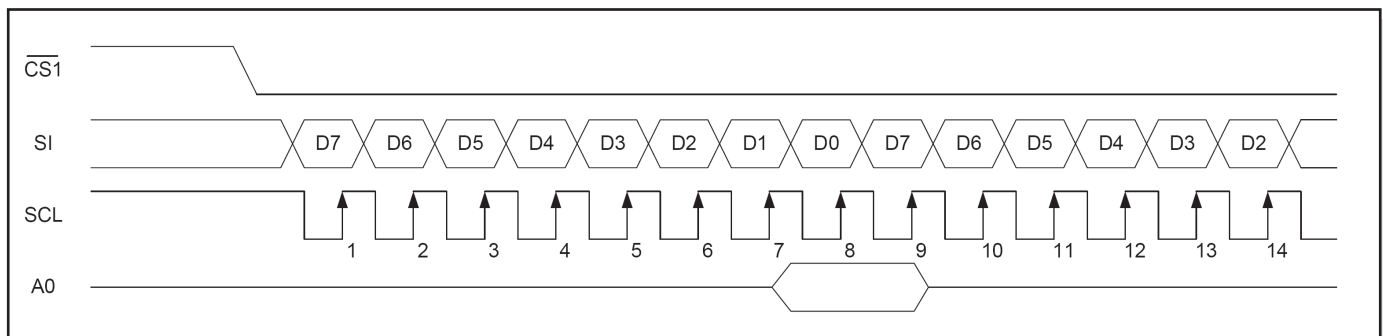 C̅S̅1̅
SI D7 D6 D5 D4 D3 D2 D1 D0 D7 D6 D5 D4 D3 D2
SCL
1 2 3 4 5 6 7 8 9 10 11 12 13 14
A0